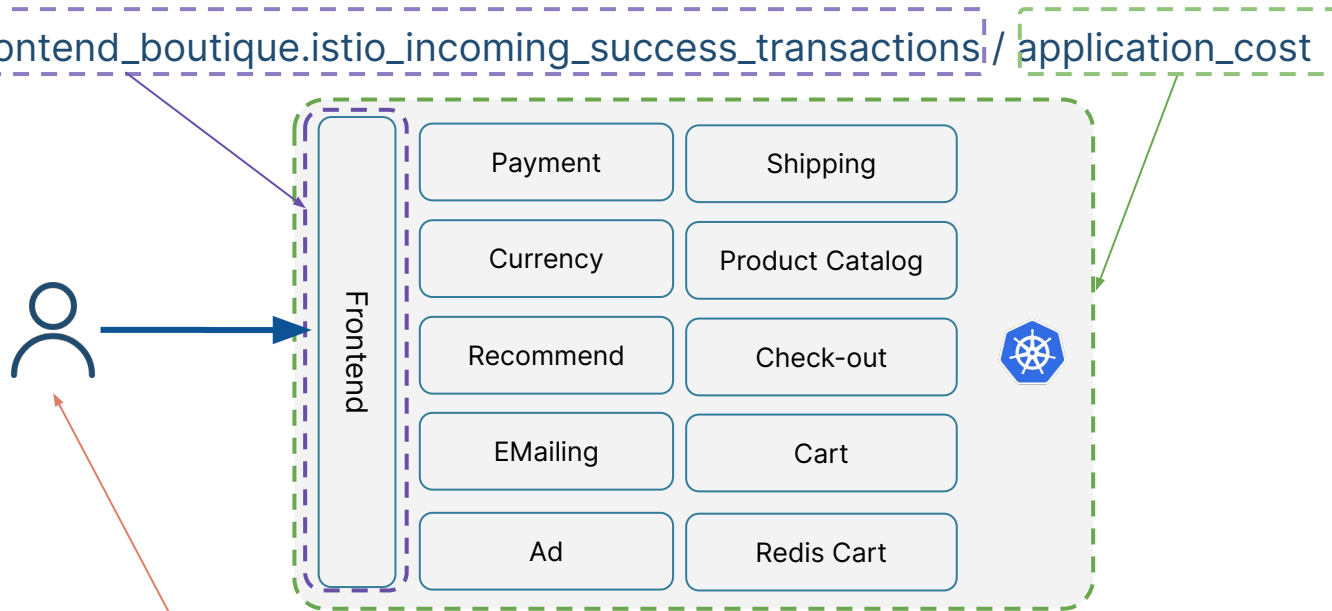 ontend_boutique.istio_incoming_success_transactions / application_cost
Frontend
Payment
Shipping
Currency
Product Catalog
Recommend
Check-out
EMailing
Cart
Ad
Redis Cart